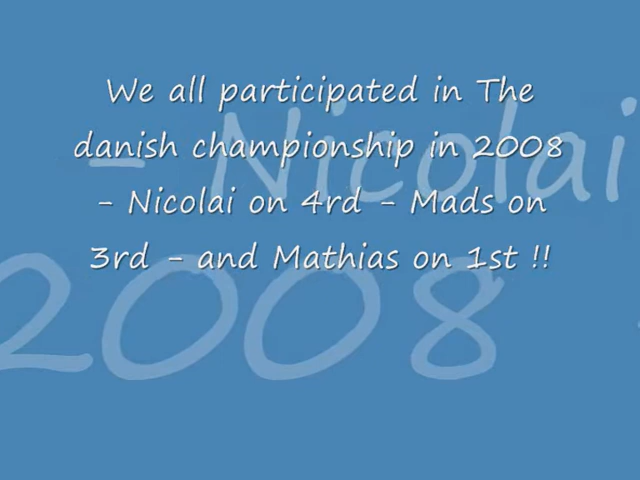 We all participated in The
danish championship in 2008
- Nicolai on 4rd - Mads on
3rd - and Mathias on 1st !!
- Nicolai
2008